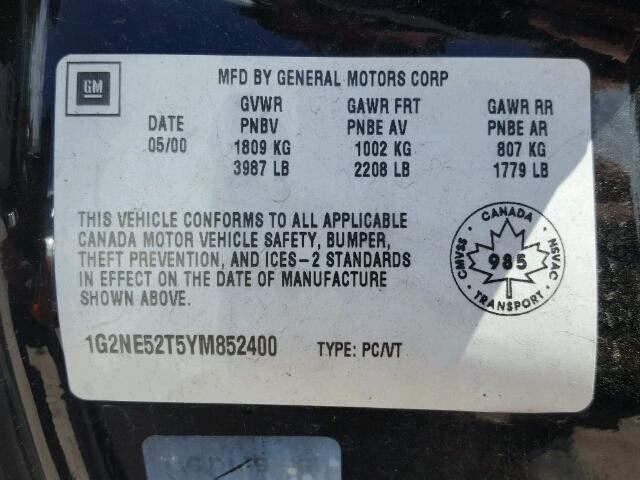 GM
MFD BY GENERAL MOTORS CORP
GVWR GAWR FRT GAWR RR
DATE PNBV PNBE AV PNBE AR
05/00 1809 KG 1002 KG 807 KG
3987 LB 2208 LB 1779 LB
THIS VEHICLE CONFORMS TO ALL APPLICABLE
CANADA MOTOR VEHICLE SAFETY, BUMPER,
THEFT PREVENTION, AND ICES-2 STANDARDS
IN EFFECT ON THE DATE OF MANUFACTURE
SHOWN ABOVE.
CANADA
CMVSS 985 NSVAC
TRANSPORT
1G2NE52T5YM852400 TYPE: PC/VT